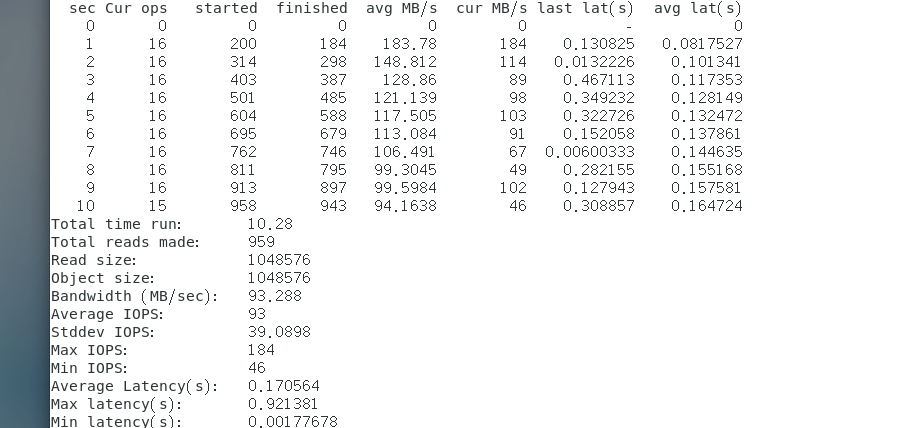 sec Cur ops started finished avg MB/s cur MB/s last lat(s) avg lat(s)
0 0 0 0 0 0 - 0
1 16 200 184 183.78 184 0.130825 0.0817527
2 16 314 298 148.812 114 0.0132226 0.101341
3 16 403 387 128.86 89 0.467113 0.117353
4 16 501 485 121.139 98 0.349232 0.128149
5 16 604 588 117.505 103 0.322726 0.132472
6 16 695 679 113.084 91 0.152058 0.137861
7 16 762 746 106.491 67 0.00600333 0.144635
8 16 811 795 99.3045 49 0.282155 0.155168
9 16 913 897 99.5984 102 0.127943 0.157581
10 15 958 943 94.1638 46 0.308857 0.164724
Total time run: 10.28
Total reads made: 959
Read size: 1048576
Object size: 1048576
Bandwidth (MB/sec): 93.288
Average IOPS: 93
Stddev IOPS: 39.0898
Max IOPS: 184
Min IOPS: 46
Average Latency(s): 0.170564
Max latency(s): 0.921381
Min latency(s): 0.00177678